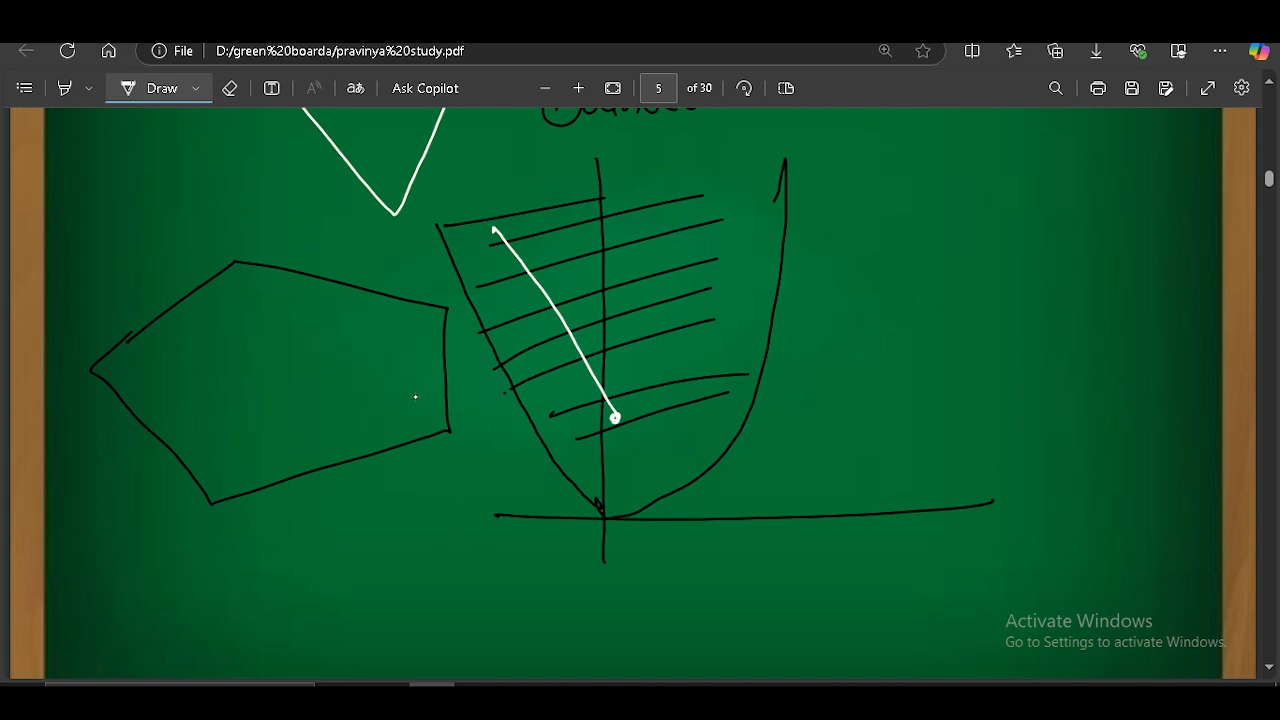 File D:/green%20boarda/pravinya%20study.pdf
Draw Ask Copilot 5 of 30
Activate Windows
Go to Settings to activate Windows.